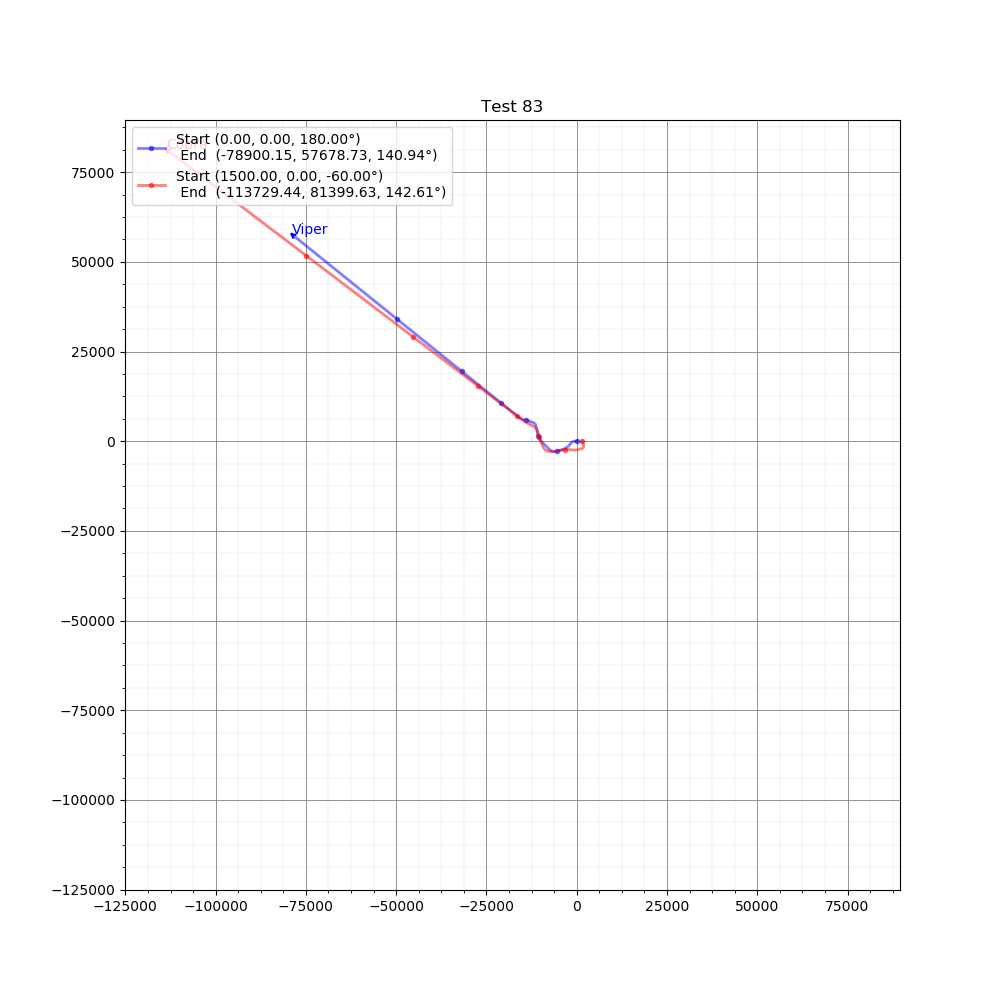 Test 83
Start (0.00, 0.00, 180.00°)
End (-78900.15, 57678.73, 140.94°)
Start (1500.00, 0.00, -60.00°)
End (-113729.44, 81399.63, 142.61°)
Viper
75000
50000
25000
0
−25000
−50000
−75000
−100000
−125000
−125000 −100000 −75000 −50000 −25000 0 25000 50000 75000